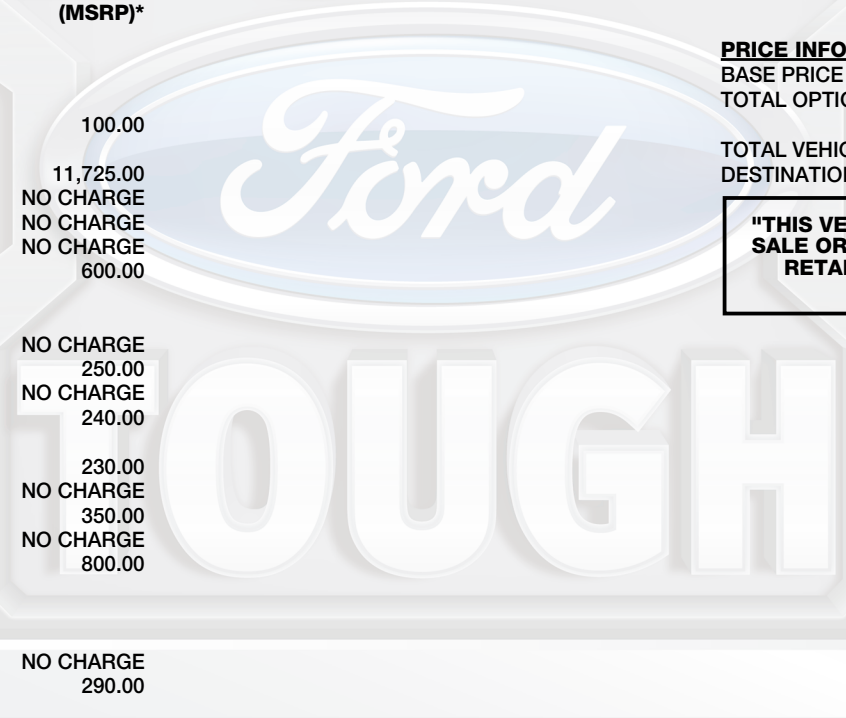 (MSRP)*
100.00
11,725.00
NO CHARGE
NO CHARGE
NO CHARGE
600.00
NO CHARGE
250.00
NO CHARGE
240.00
230.00
NO CHARGE
350.00
NO CHARGE
800.00
NO CHARGE
290.00
PRICE INFO
BASE PRICE
TOTAL OPTIO
TOTAL VEHIC
DESTINATION
"THIS VE
SALE OR
RETAI
Ford
TOUGH